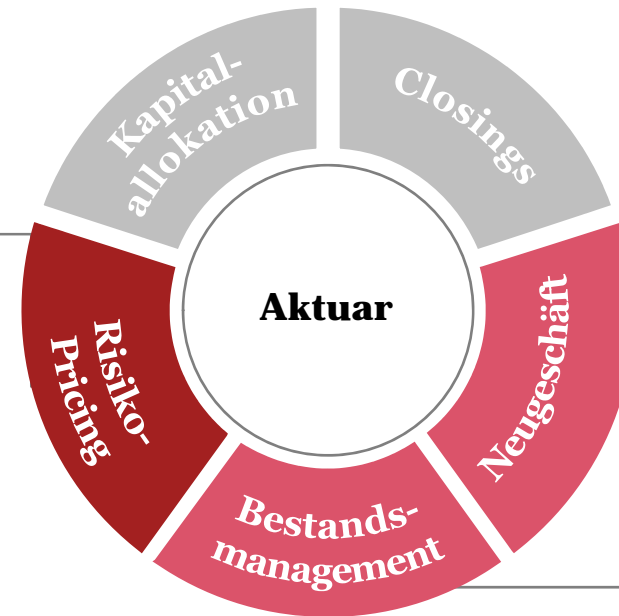 Kapital-
allokation
Closings
Aktuar
Risiko-
Pricing
Neugeschäft
Bestands-
management